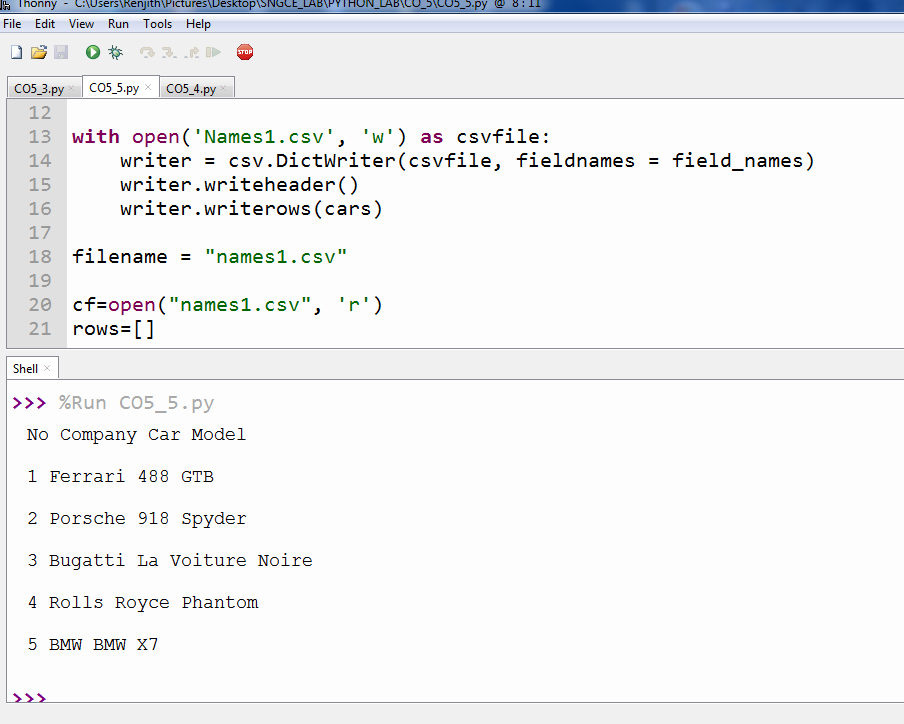 Thonny - C:\Users\Renjith\Pictures\Desktop\SNGCE_LAB\PYTHON_LAB\CO_5\CO5_5.py @ 8 : 11
File Edit View Run Tools Help
STOP
CO5_3.py × CO5_5.py × CO5_4.py ×
12
13 with open('Names1.csv', 'w') as csvfile:
14     writer = csv.DictWriter(csvfile, fieldnames = field_names)
15     writer.writeheader()
16     writer.writerows(cars)
17
18 filename = "names1.csv"
19
20 cf=open("names1.csv", 'r')
21 rows=[]
Shell ×
>>> %Run CO5_5.py
No Company Car Model
1 Ferrari 488 GTB
2 Porsche 918 Spyder
3 Bugatti La Voiture Noire
4 Rolls Royce Phantom
5 BMW BMW X7
>>>